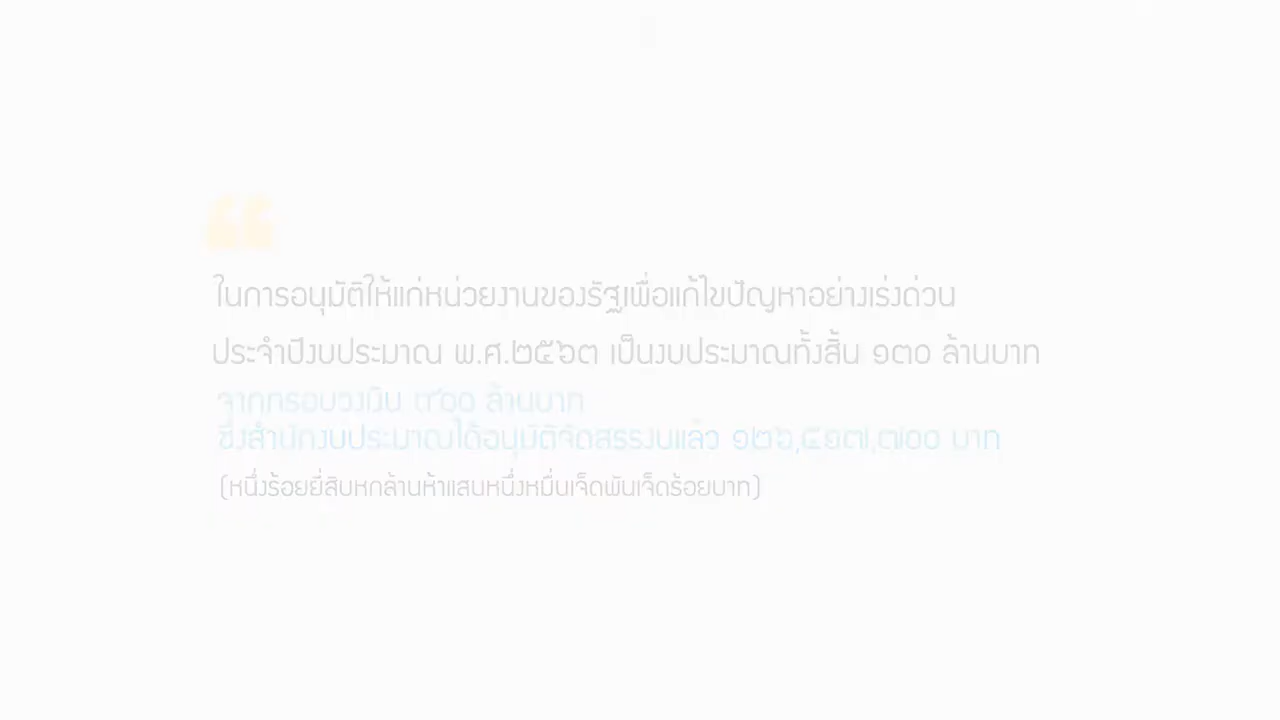 ในการอนุมัติให้แก่หน่วยงานของรัฐเพื่อแก้ไขปัญหาอย่างเร่งด่วน
ประจำปีงบประมาณ พ.ศ.๒๕๖๓ เป็นงบประมาณทั้งสิ้น ๑๓๐ ล้านบาท
จากกรอบวงเงิน ล้านบาท
ซึ่งสำนักงบประมาณได้อนุมัติจัดสรรงบแล้ว ๑๒๖,๕๑๗,๗๐๐ บาท
(หนึ่งร้อยยี่สิบหกล้านห้าแสนหนึ่งหมื่นเจ็ดพันเจ็ดร้อยบาท)